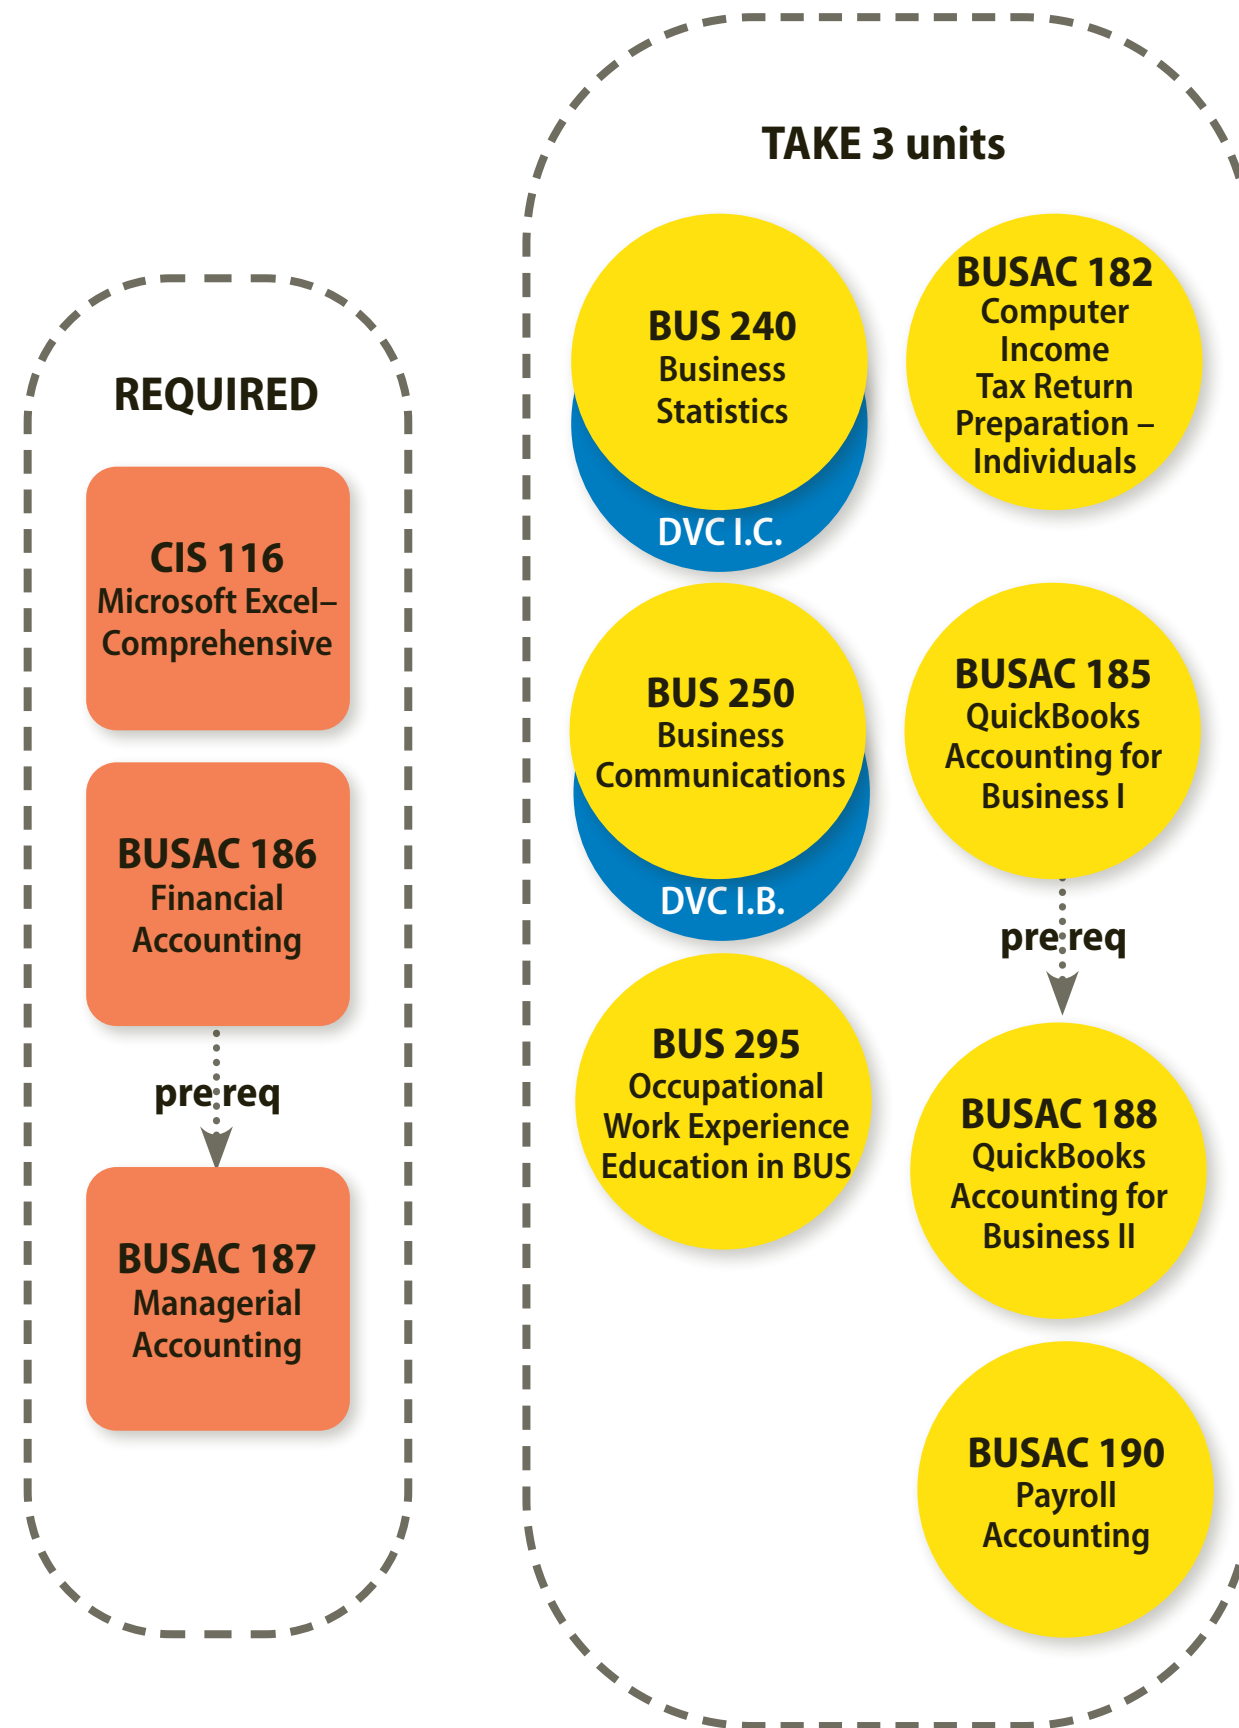 REQUIRED
CIS 116
Microsoft Excel–
Comprehensive
BUSAC 186
Financial
Accounting
pre req
BUSAC 187
Managerial
Accounting
TAKE 3 units
BUS 240
Business
Statistics
DVC I.C.
BUS 250
Business
Communications
DVC I.B.
BUS 295
Occupational
Work Experience
Education in BUS
BUSAC 182
Computer
Income
Tax Return
Preparation –
Individuals
BUSAC 185
QuickBooks
Accounting for
Business I
pre req
BUSAC 188
QuickBooks
Accounting for
Business II
BUSAC 190
Payroll
Accounting